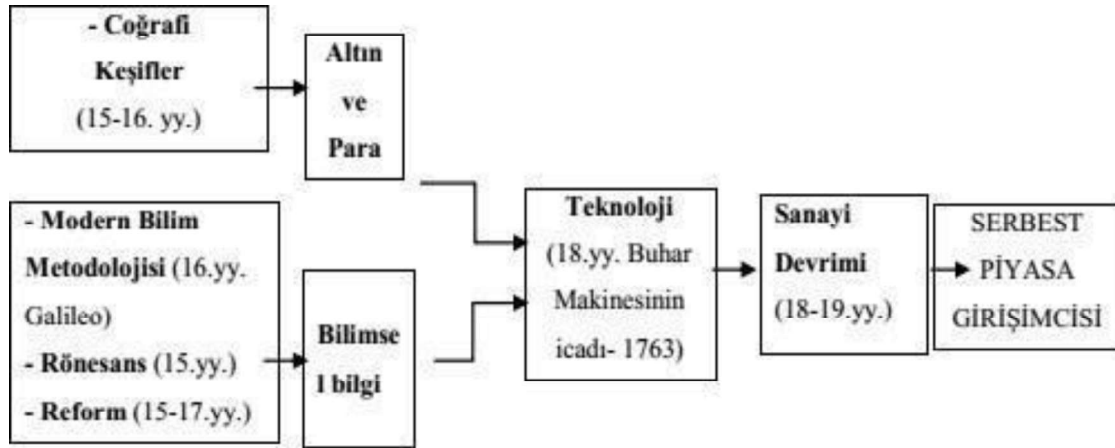 - Coğrafi
Keşifler
(15-16. yy.)
Altın
ve
Para
- Modern Bilim
Metodolojisi (16.yy.
Galileo)
- Rönesans (15.yy.)
- Reform (15-17.yy.)
Bilimse
l bilgi
Teknoloji
(18.yy. Buhar
Makinesinin
icadı- 1763)
Sanayi
Devrimi
(18-19.yy.)
SERBEST
PİYASA
GİRİŞİMCİSİ